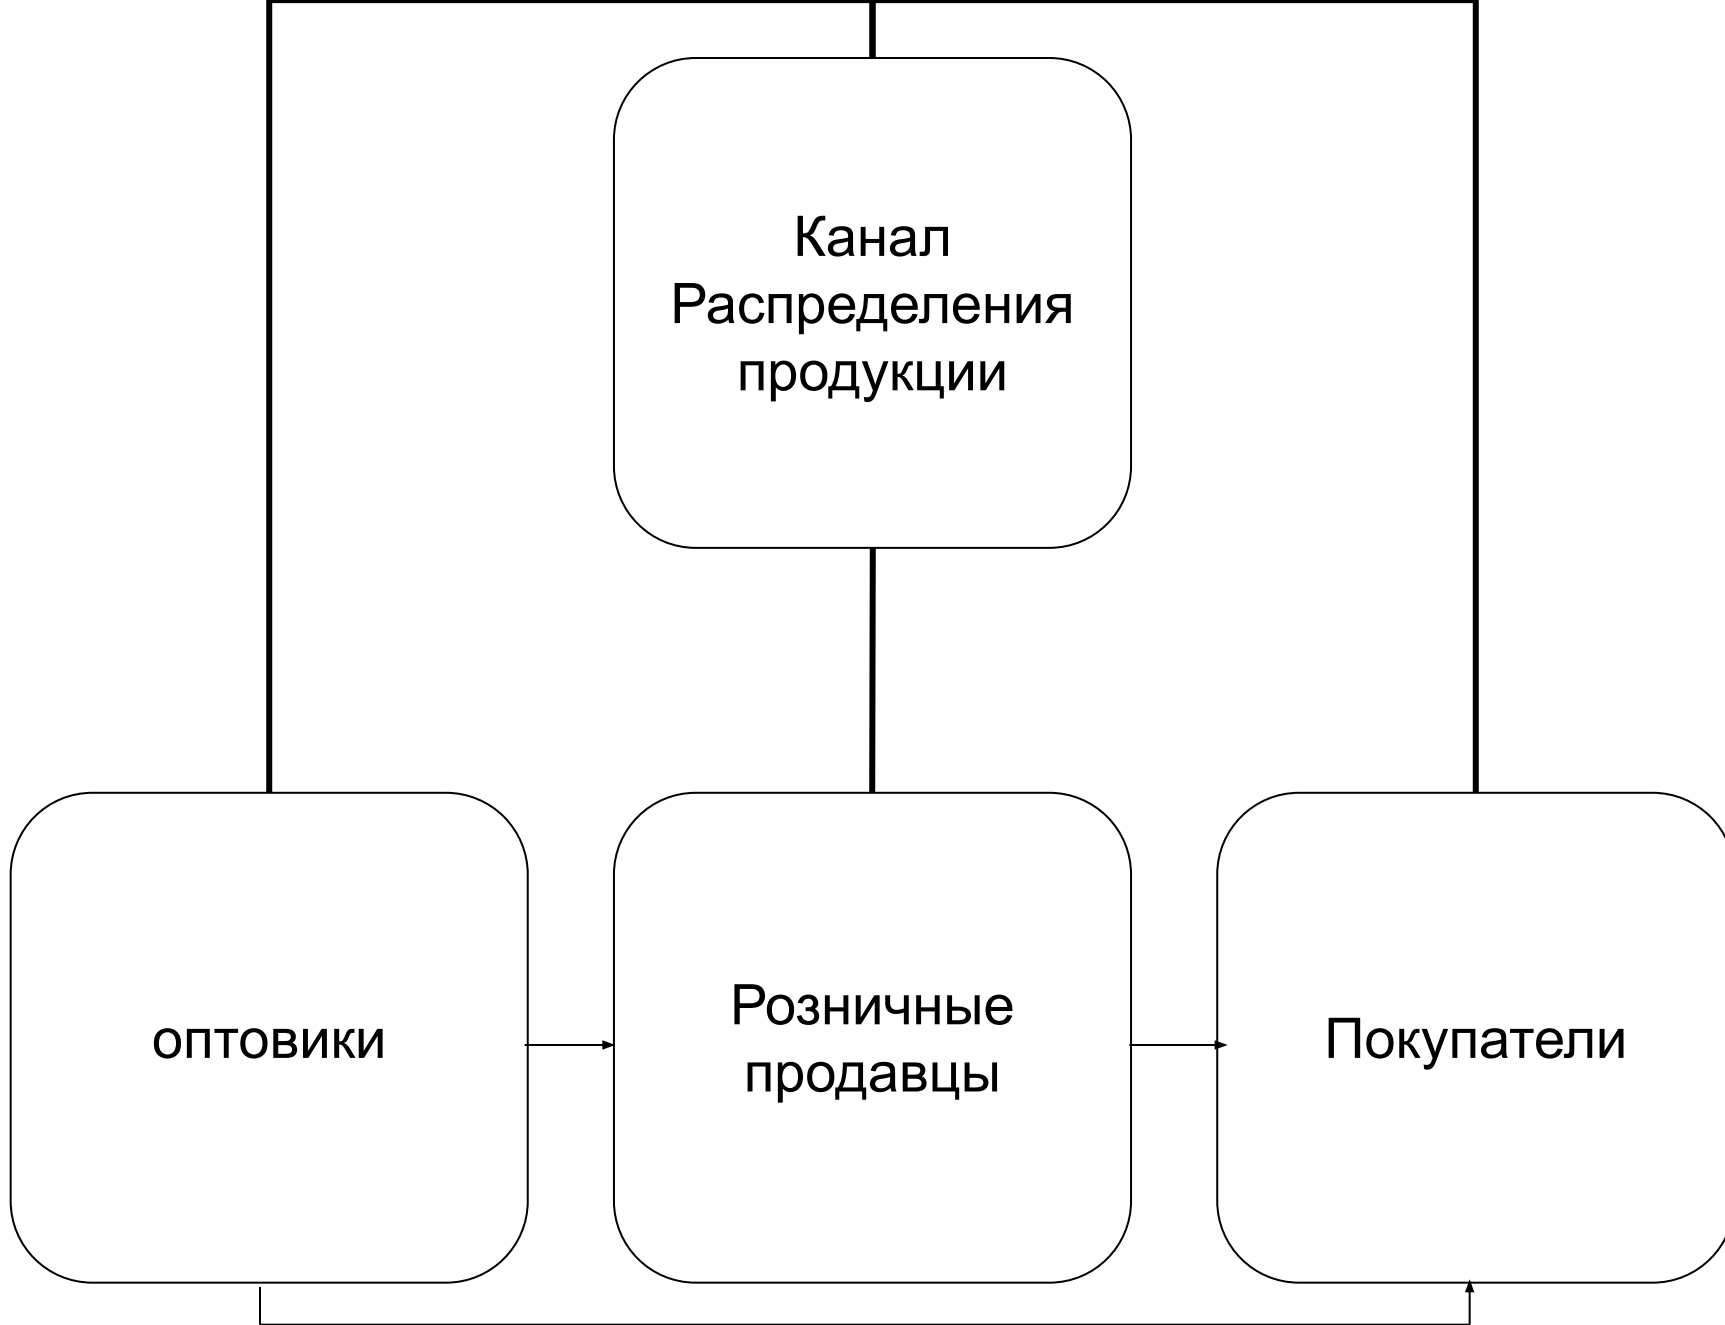 Канал
Распределения
продукции
оптовики
Розничные
продавцы
Покупатели